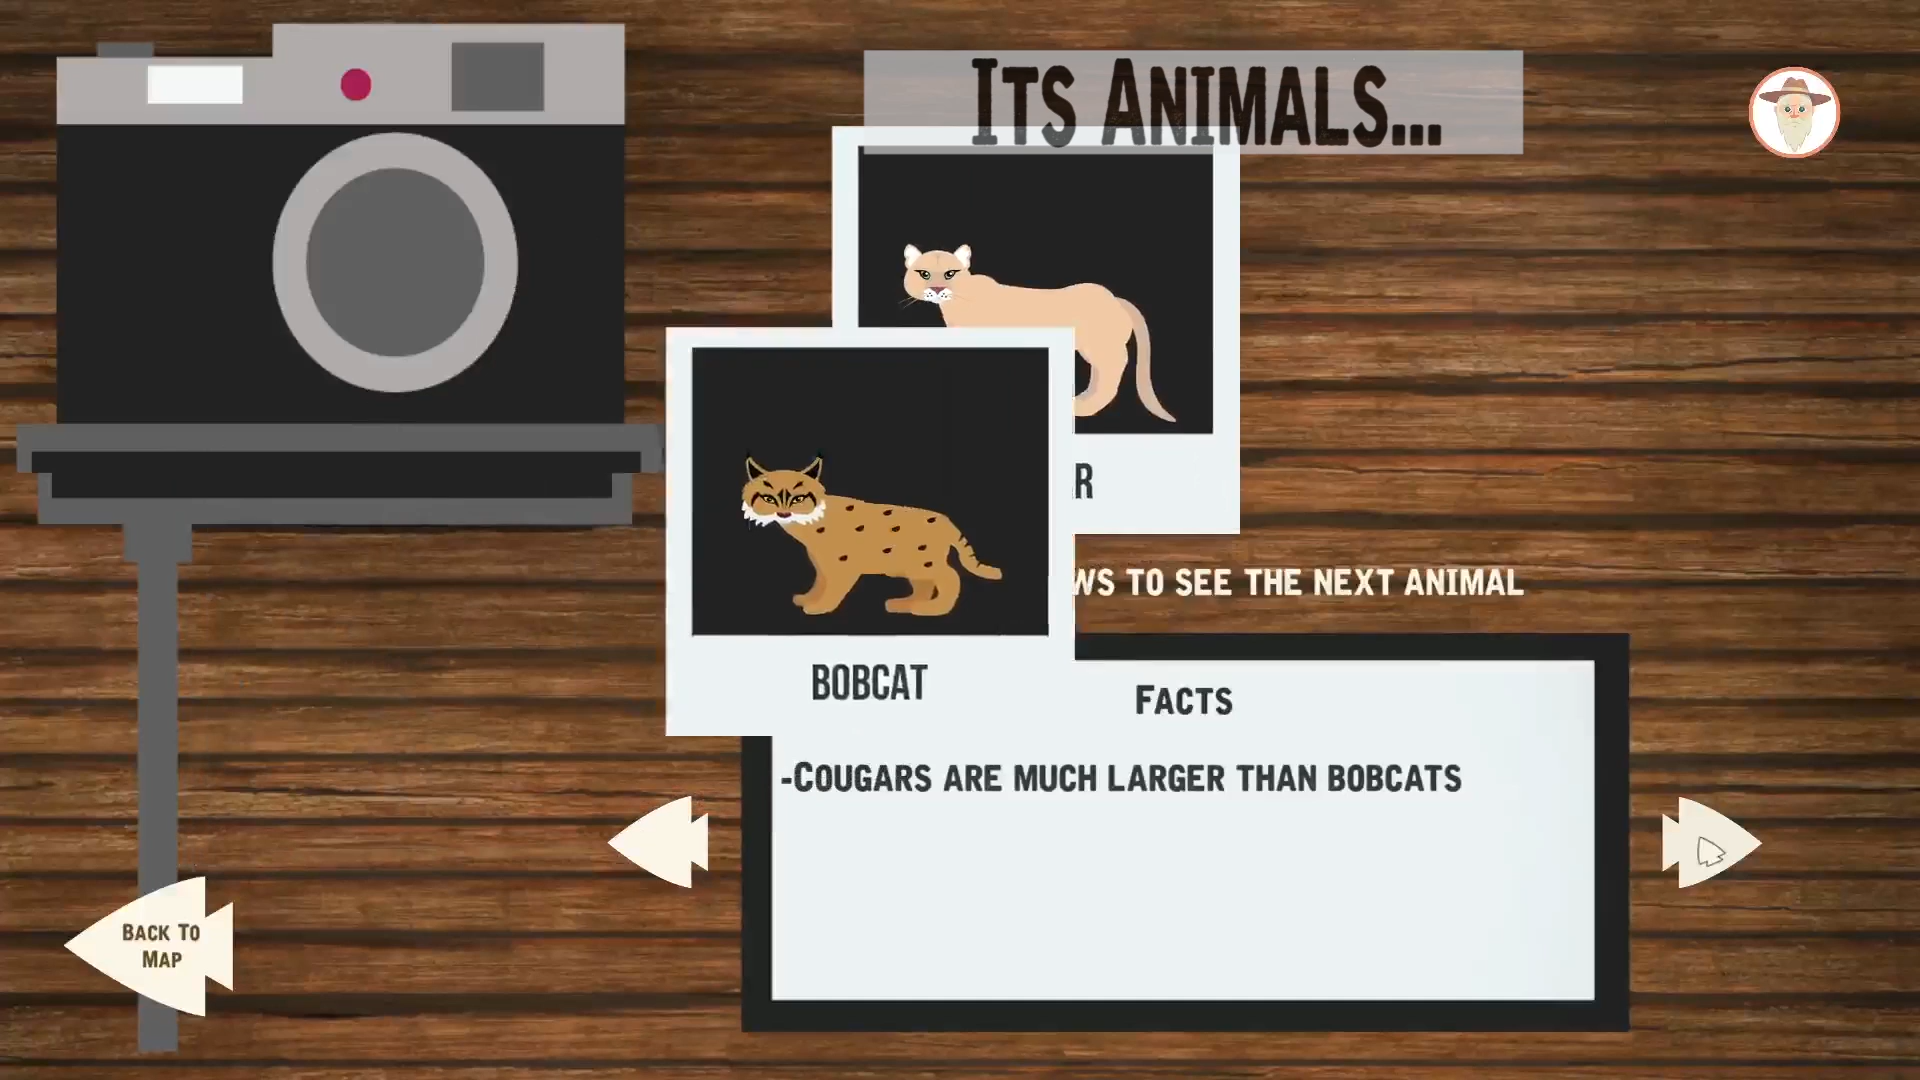 ITS ANIMALS...
R
WS TO SEE THE NEXT ANIMAL
BOBCAT
FACTS
-COUGARS ARE MUCH LARGER THAN BOBCATS
BACK TO
MAP